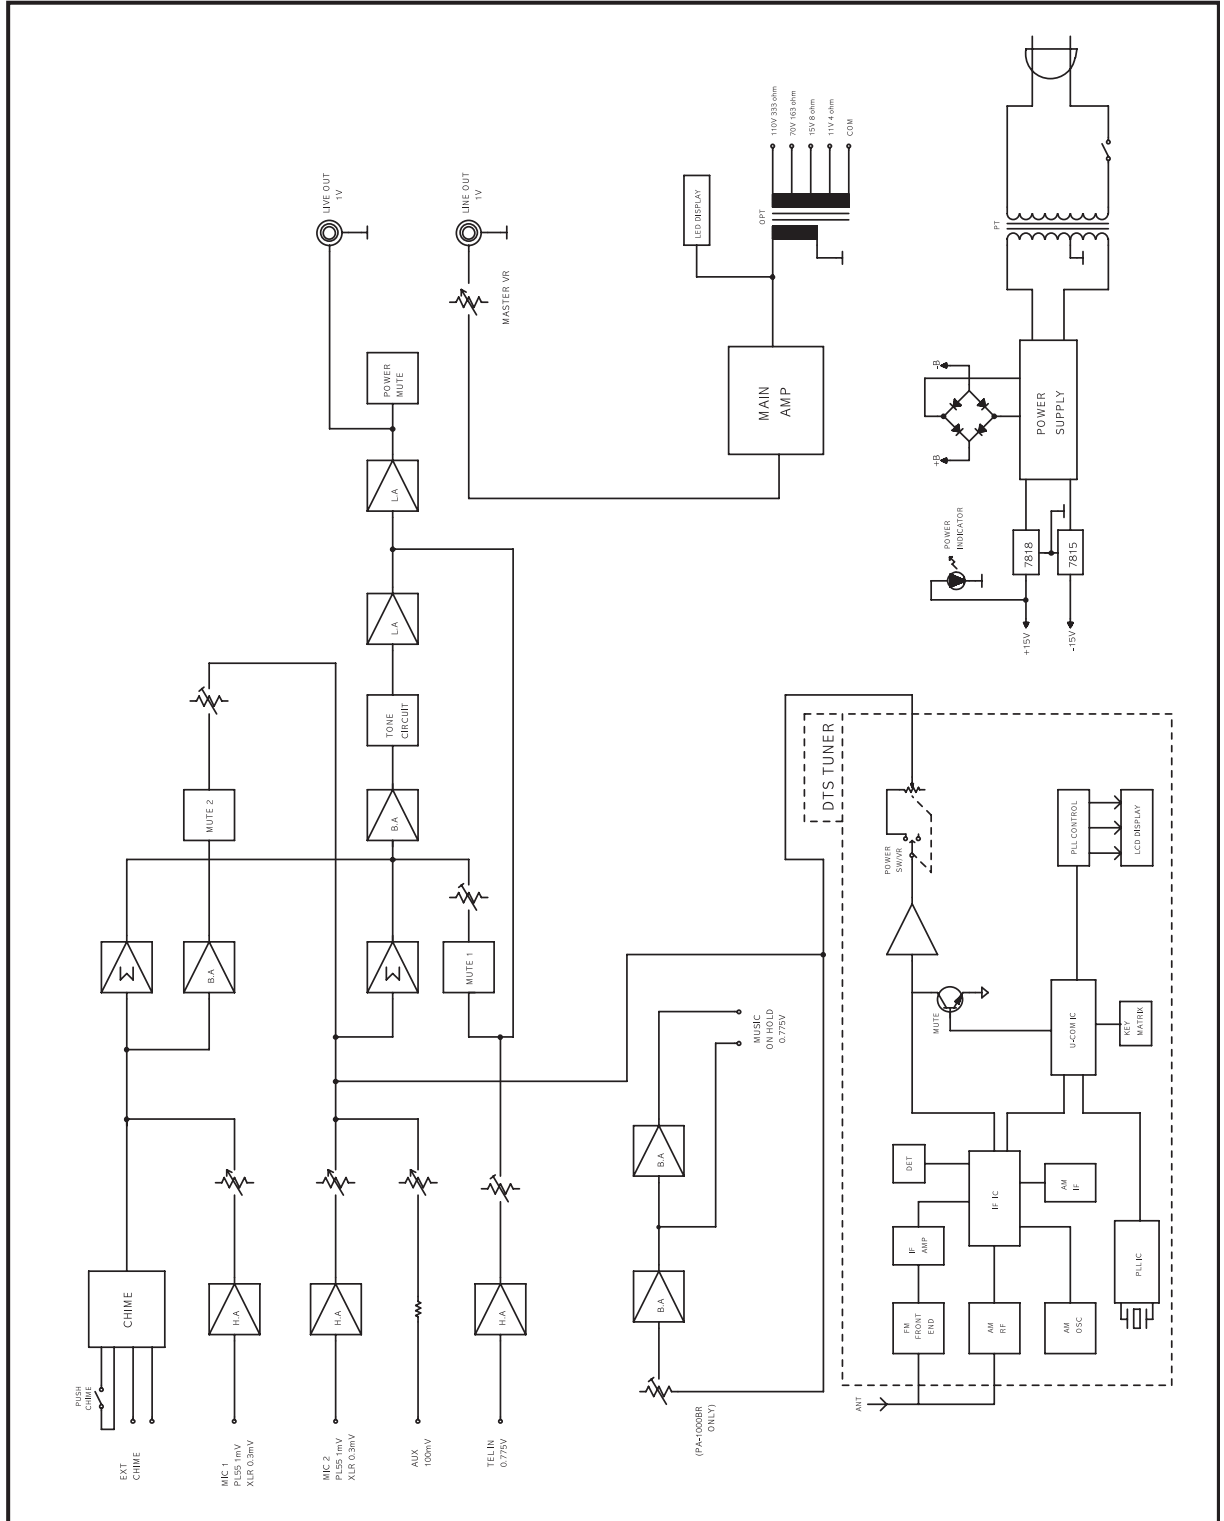 PUSH
CHIME
EXT
CHIME
CHIME
MIC 1
PL55 1mV
XLR 0.3mV
H.A
MIC 2
PL55 1mV
XLR 0.3mV
H.A
AUX
100mV
TEL IN
0.775V
H.A
Σ
B.A
MUTE 2
Σ
MUTE 1
B.A
TONE
CIRCUIT
L.A
L.A
POWER
MUTE
LIVE OUT
1V
LINE OUT
1V
MASTER VR
(PA-1000BR
ONLY)
B.A
B.A
MUSIC
ON HOLD
0.775V
MAIN
AMP
LED DISPLAY
OPT
110V 333 ohm
70V 163 ohm
15V 8 ohm
11V 4 ohm
COM
PT
POWER
SUPPLY
-B
+B
POWER
INDICATOR
7818
7815
+15V
-15V
DTS TUNER
POWER
SW/VR
MUTE
PLL CONTROL
LCD DISPLAY
U-COM IC
KEY
MATRIX
DET
IF IC
AM
IF
IF
AMP
FM
FRONT
END
AM
RF
AM
OSC
PLL IC
ANT